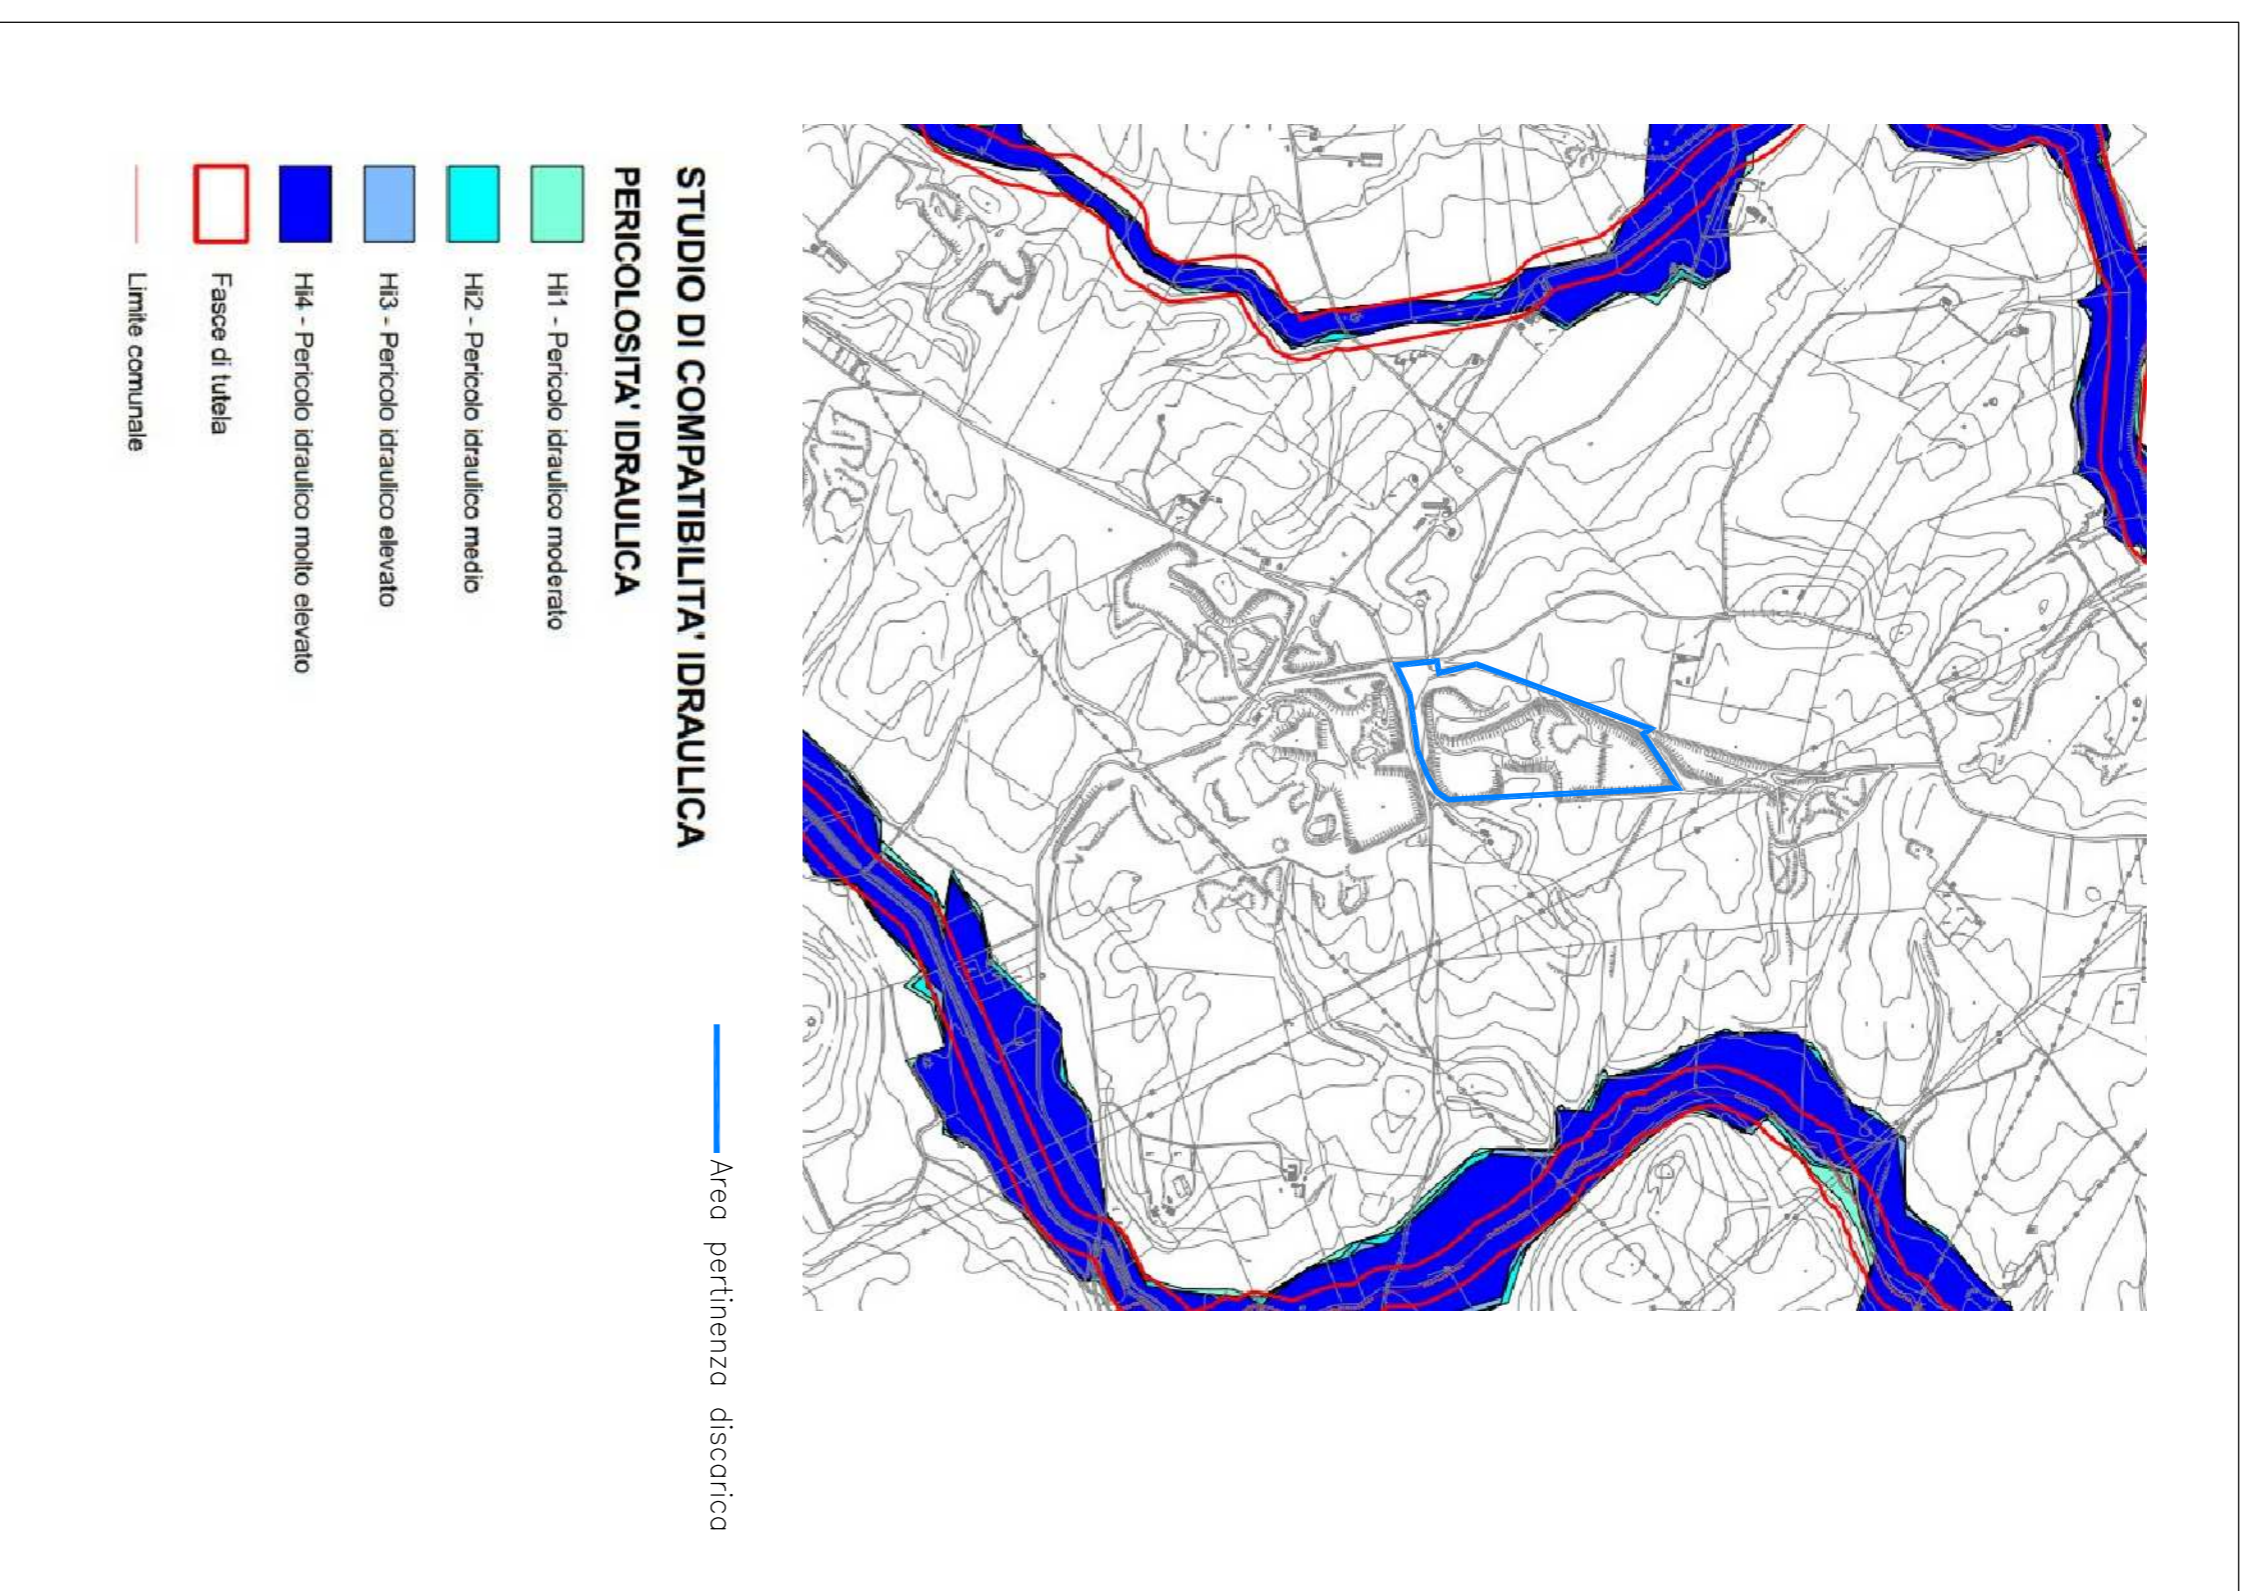 STUDIO DI COMPATIBILITA' IDRAULICA
PERICOLOSITA' IDRAULICA
Hi1 - Pericolo idraulico moderato
Hi2 - Pericolo idraulico medio
Hi3 - Pericolo idraulico elevato
Hi4 - Pericolo idraulico molto elevato
Fasce di tutela
Limite comunale
Area pertinenza discarica